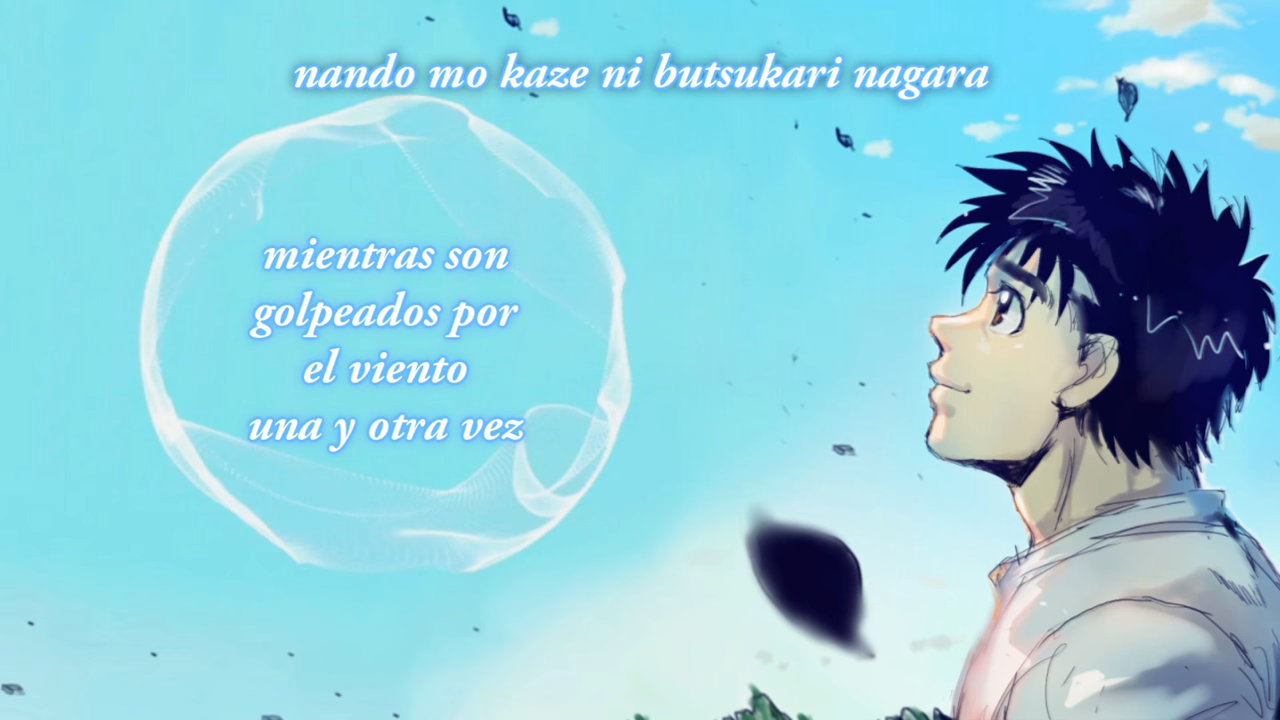 nando mo kaze ni butsukari nagara
mientras son
golpeados por
el viento
una y otra vez